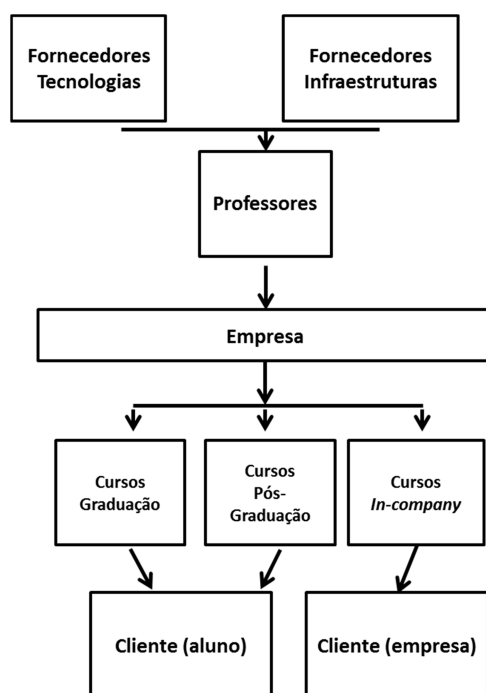 Fornecedores
Tecnologias
Fornecedores
Infraestruturas
Professores
Empresa
Cursos
Graduação
Cursos
Pós-
Graduação
Cursos
In-company
Cliente (aluno)
Cliente (empresa)